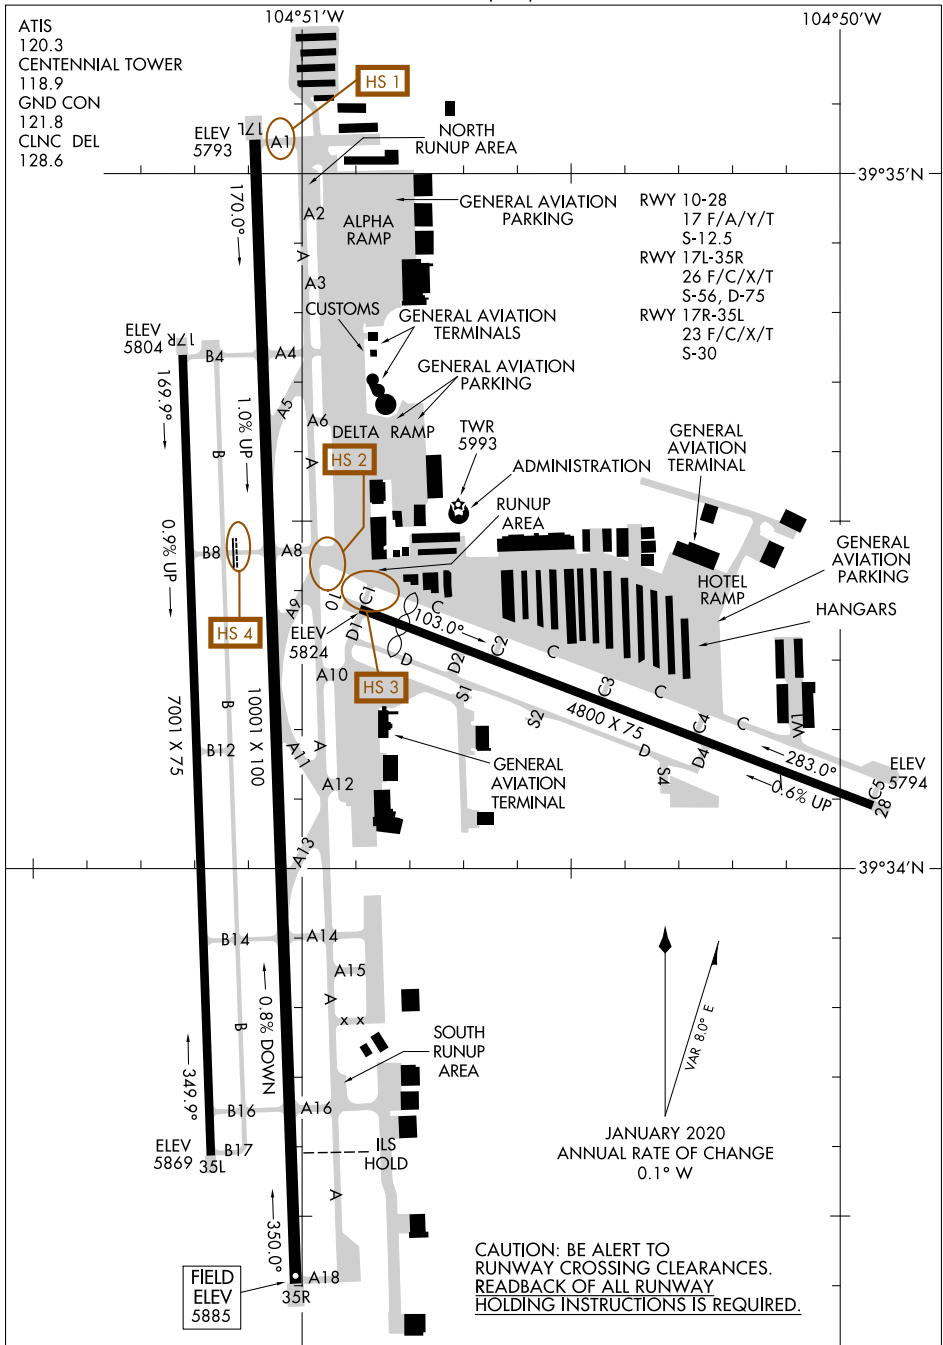 104°51'W
104°50'W
ATIS
120.3
CENTENNIAL TOWER
118.9
GND CON
121.8
CLNC DEL
128.6
HS 1
ELEV
5793
17L
A1
NORTH
RUNUP AREA
39°35'N
170.0°
A2
ALPHA
RAMP
GENERAL AVIATION
PARKING
RWY 10-28
17 F/A/Y/T
S-12.5
RWY 17L-35R
26 F/C/X/T
S-56, D-75
RWY 17R-35L
23 F/C/X/T
S-30
A
A3
CUSTOMS
GENERAL AVIATION
TERMINALS
ELEV
5804
17R
B4
A4
GENERAL AVIATION
PARKING
169.9°
1.0% UP
A5
A6
DELTA RAMP
TWR
5993
GENERAL
AVIATION
TERMINAL
B
A
HS 2
ADMINISTRATION
RUNUP
AREA
0.9% UP
B8
A8
GENERAL
AVIATION
PARKING
HOTEL
RAMP
HANGARS
A9
10
C1
C
103.0°
HS 4
ELEV
5824
D1
D
D2
C2
C
HS 3
A10
S1
S2
C3
C
C4
C
W1
7001 X 75
10001 X 100
B
4800 X 75
B12
A11
A
A12
GENERAL
AVIATION
TERMINAL
D
S4
D4
283.0°
0.6% UP
ELEV
5794
C5
28
A13
39°34'N
B14
A14
A15
A
x x
B
0.8% DOWN
SOUTH
RUNUP
AREA
VAR 8.0° E
349.9°
B16
A16
ELEV
5869
35L
B17
ILS
HOLD
JANUARY 2020
ANNUAL RATE OF CHANGE
0.1° W
A
350.0°
FIELD
ELEV
5885
A18
35R
CAUTION: BE ALERT TO
RUNWAY CROSSING CLEARANCES.
READBACK OF ALL RUNWAY
HOLDING INSTRUCTIONS IS REQUIRED.